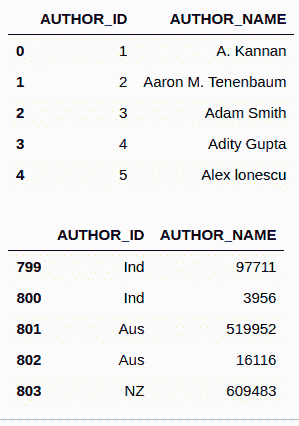 AUTHOR_ID AUTHOR_NAME
0 1 A. Kannan
1 2 Aaron M. Tenenbaum
2 3 Adam Smith
3 4 Adity Gupta
4 5 Alex Ionescu
AUTHOR_ID AUTHOR_NAME
799 Ind 97711
800 Ind 3956
801 Aus 519952
802 Aus 16116
803 NZ 609483